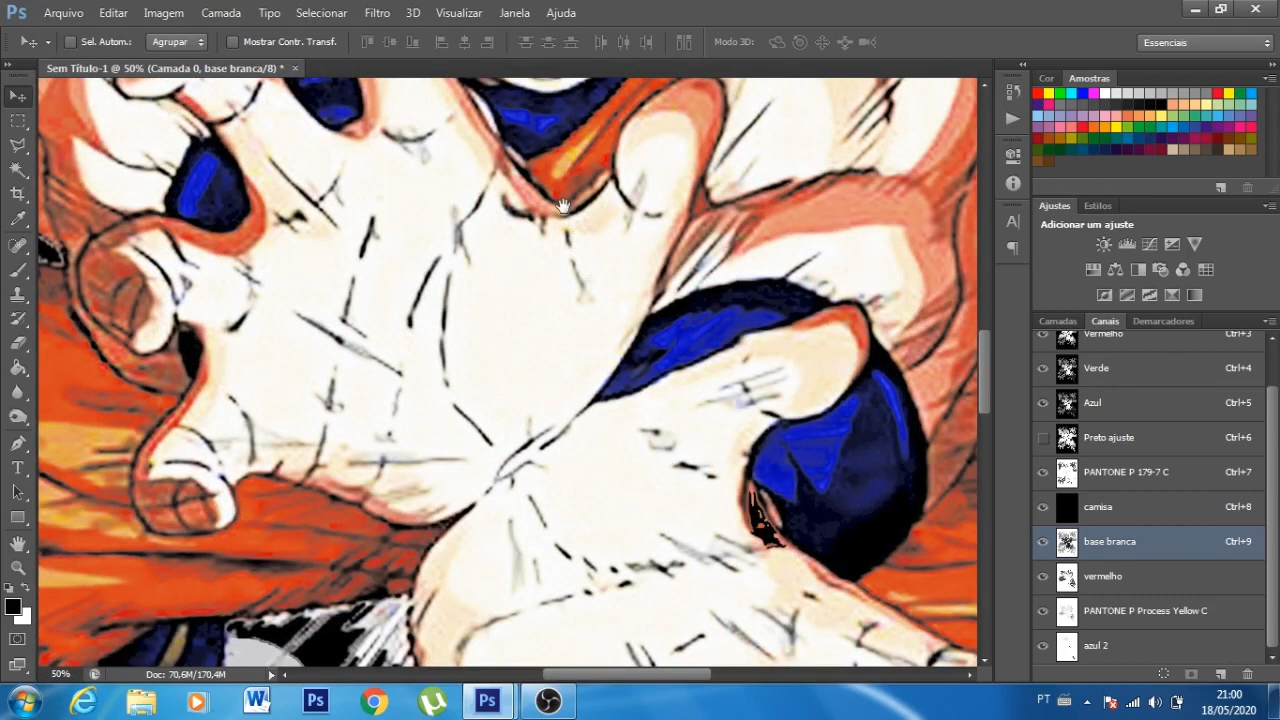 Ps Arquivo Editar Imagem Camada Tipo Selecionar Filtro 3D Visualizar Janela Ajuda
Sel. Autom.: Agrupar Mostrar Contr. Transf. Modo 3D: Essenciais
Sem Título-1 @ 50% (Camada 0, base branca/8) * ×
Cor Amostras
Ajustes Estilos
Adicionar um ajuste
Camadas Canais Demarcadores
Vermelho Ctrl+3
Verde Ctrl+4
Azul Ctrl+5
Preto ajuste Ctrl+6
PANTONE P 179-7 C Ctrl+7
camisa Ctrl+8
base branca Ctrl+9
vermelho
PANTONE P Process Yellow C
azul 2
50% Doc: 70,6M/170,4M
PT 21:00
18/05/2020